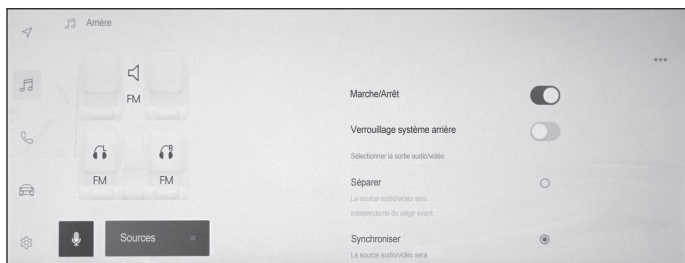 Arrière
FM
L
R
FM
FM
Sources
Marche/Arrêt
Verrouillage système arrière
Sélectionner la sortie audio/vidéo
Séparer
La source audio/vidéo sera
indépendante du siège avant.
Synchroniser
La source audio/vidéo sera